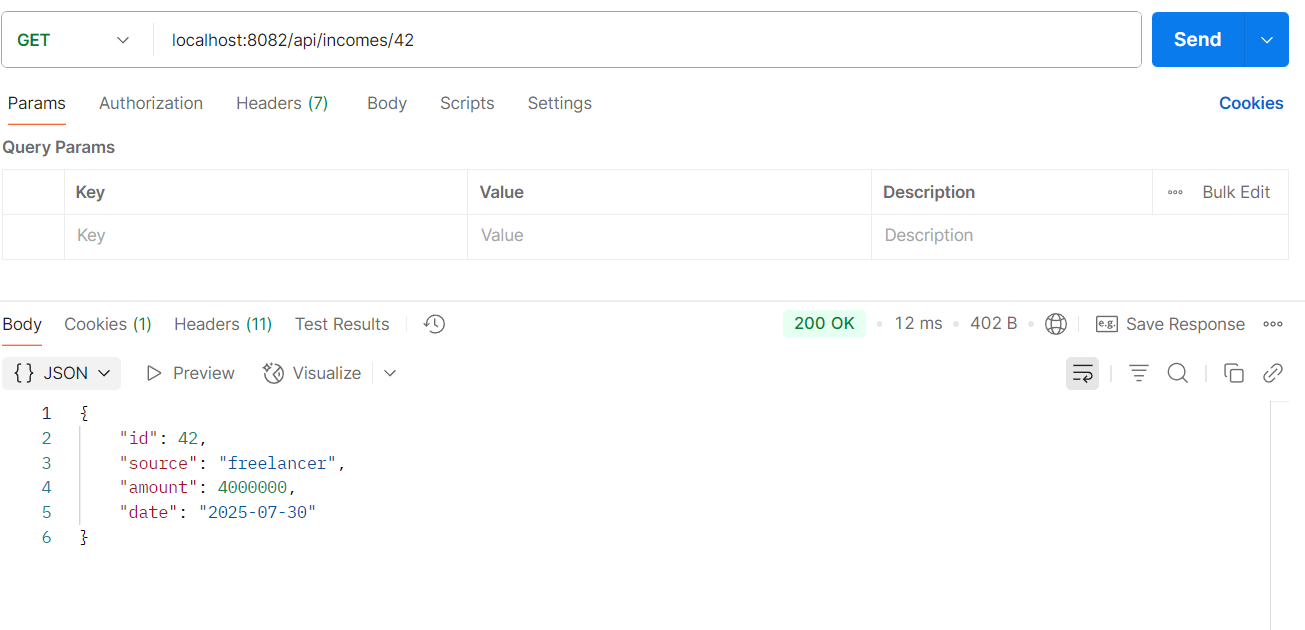 GET localhost:8082/api/incomes/42 Send
Params Authorization Headers (7) Body Scripts Settings Cookies
Query Params
Key Value Description Bulk Edit
Key Value Description
Body Cookies (1) Headers (11) Test Results 200 OK 12 ms 402 B e.g. Save Response
{} JSON Preview Visualize
1 {
2 "id": 42,
3 "source": "freelancer",
4 "amount": 4000000,
5 "date": "2025-07-30"
6 }